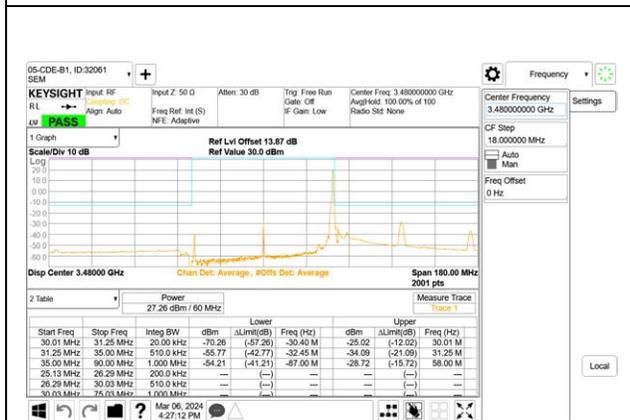 05-CDE-B1, ID:32061
SEM
Frequency
KEYSIGHT Input: RF Input Z: 50 Ω Atten: 30 dB Trig: Free Run Center Freq: 3.480000000 GHz
RL Coupling: DC Gate: Off Avg|Hold: 100.00% of 100
Align: Auto Freq Ref: Int (S) IF Gain: Low Radio Std: None
LW PASS NFE: Adaptive
Center Frequency
3.480000000 GHz
Settings
CF Step
18.000000 MHz
Auto
Man
Freq Offset
0 Hz
1 Graph
Ref Lvl Offset 13.87 dB
Scale/Div 10 dB Ref Value 30.0 dBm
Log
20.0
10.0
0.00
-10.0
-20.0
-30.0
-40.0
-50.0
-60.0
Disp Center 3.48000 GHz Chan Det: Average , #Offs Det: Average Span 180.00 MHz
2001 pts
2 Table Power Measure Trace
27.26 dBm / 60 MHz Trace 1
Lower Upper
Start Freq Stop Freq Integ BW dBm ΔLimit(dB) Freq (Hz) dBm ΔLimit(dB) Freq (Hz)
30.01 MHz 31.25 MHz 20.00 kHz -70.26 (-57.26) -30.40 M -25.02 (-12.02) 30.01 M
31.25 MHz 35.00 MHz 510.0 kHz -55.77 (-42.77) -32.45 M -34.09 (-21.09) 31.25 M
35.00 MHz 90.00 MHz 1.000 MHz -54.21 (-41.21) -87.00 M -28.72 (-15.72) 58.00 M
25.13 MHz 26.29 MHz 200.0 kHz --- (---) --- --- (---) ---
26.29 MHz 30.03 MHz 510.0 kHz --- (---) --- --- (---) ---
30.03 MHz 75.03 MHz 1.000 MHz --- (---) --- --- (---) ---
Local
Mar 06, 2024
4:27:12 PM